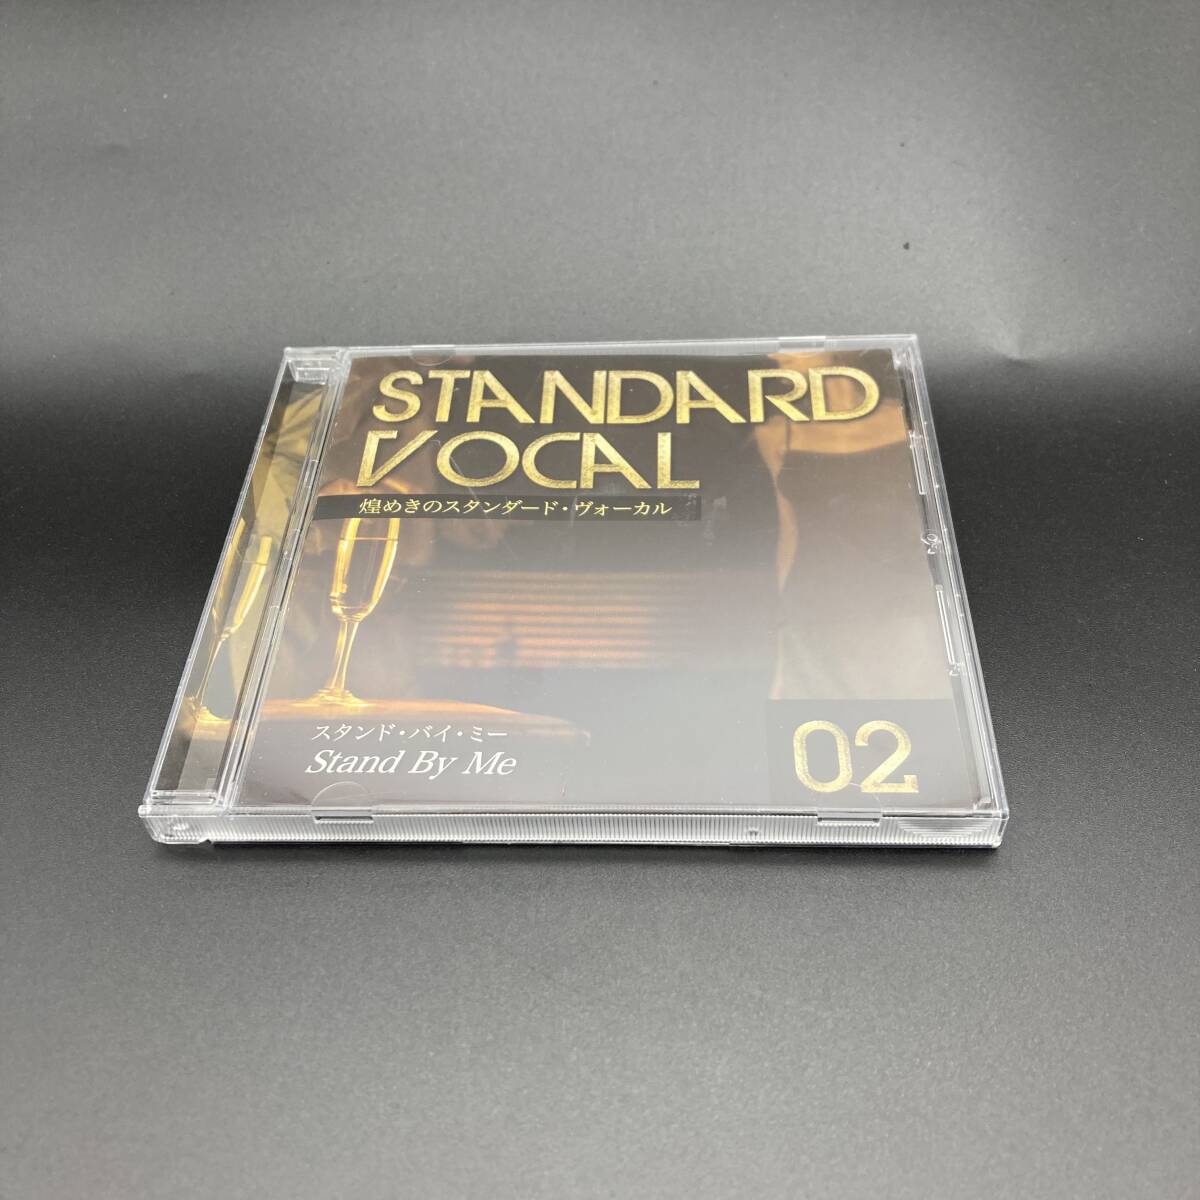 STANDARD
VOCAL
煌めきのスタンダード・ヴォーカル
スタンド・バイ・ミー
Stand By Me
02